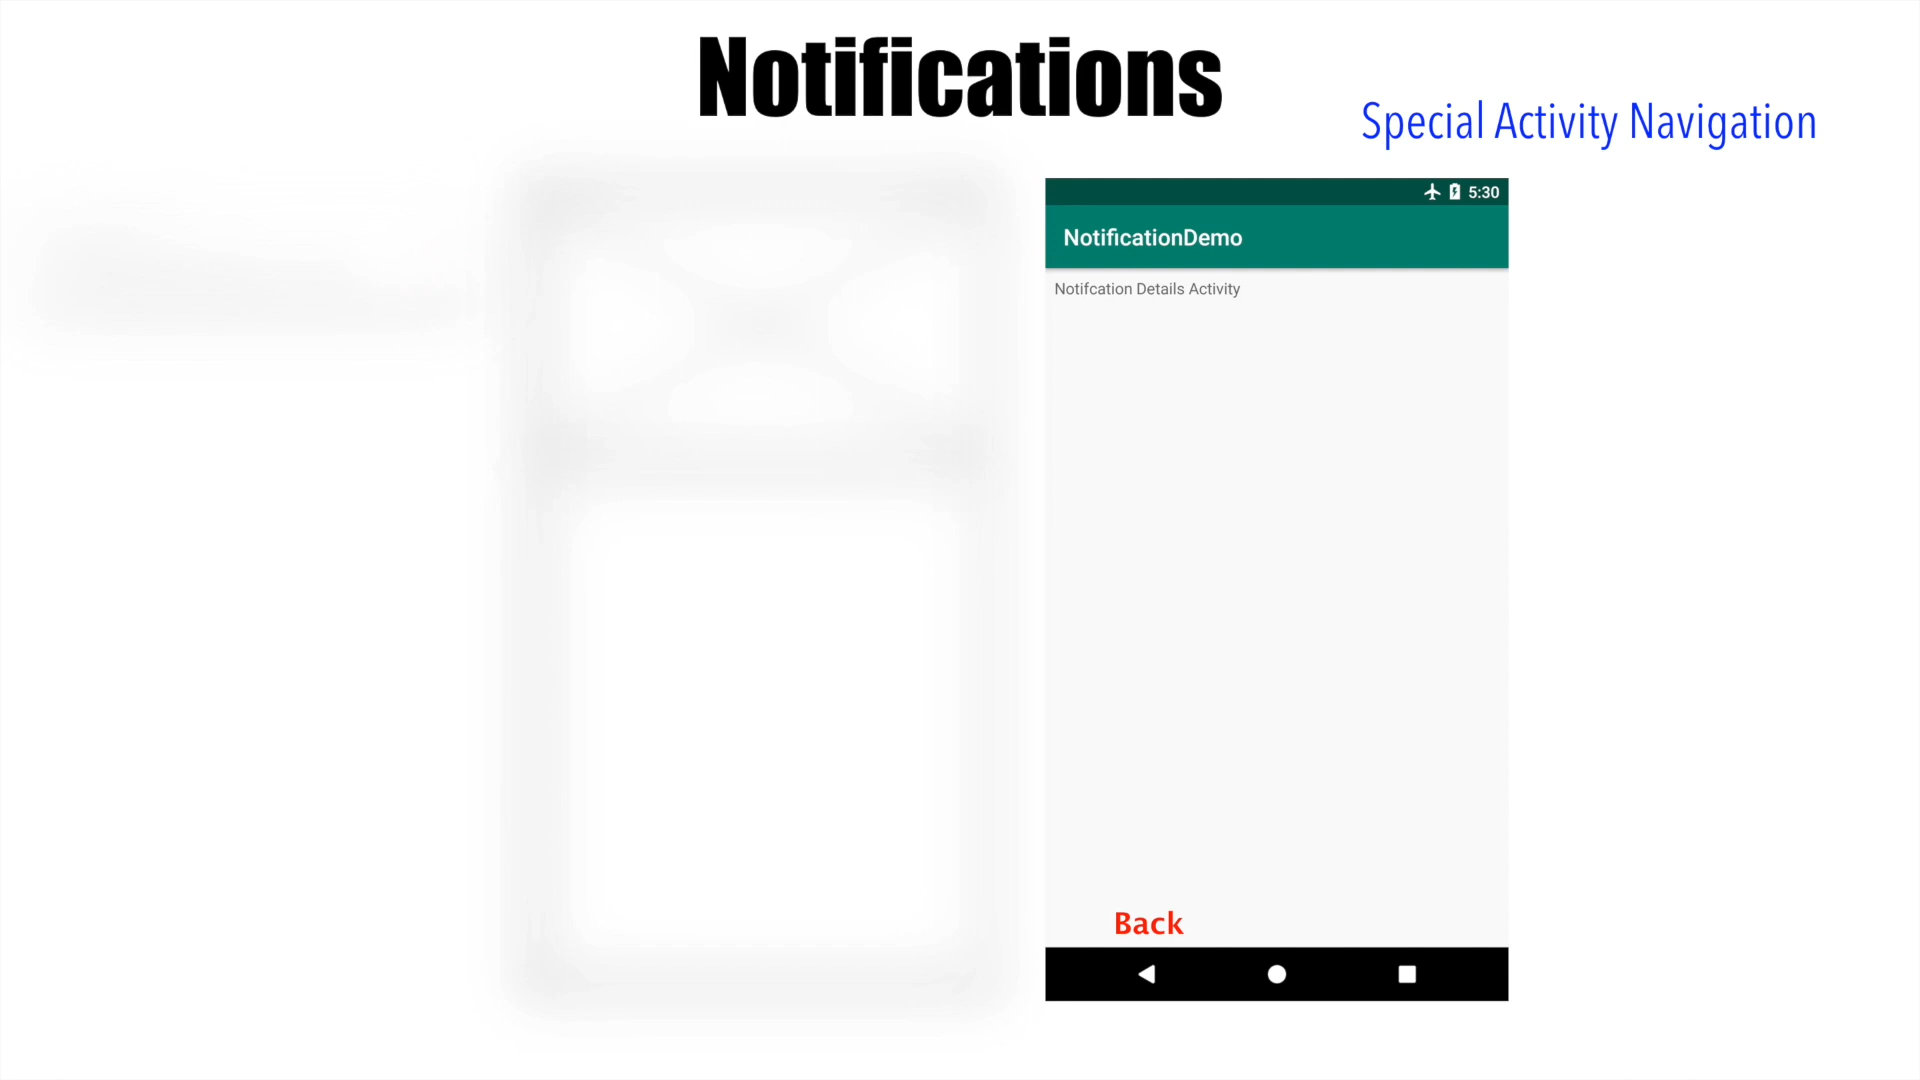 Notifications
Special Activity Navigation
5:30
NotificationDemo
Notifcation Details Activity
Back